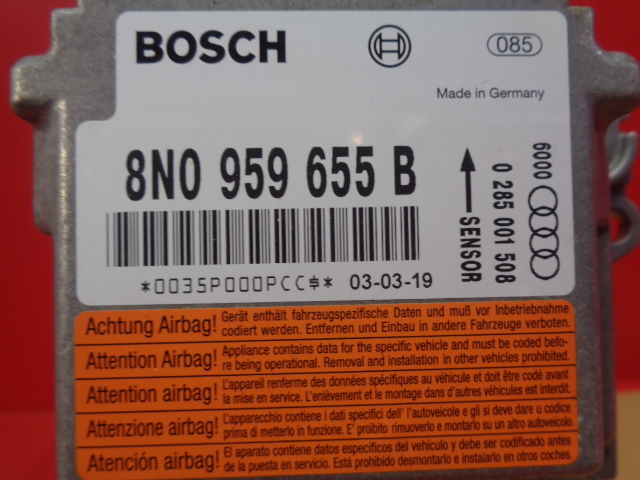 BOSCH
085
Made in Germany
8N0 959 655 B
*0035P000PCC$* 03-03-19
SENSOR
0 285 001 508
6000
Achtung Airbag! Gerät enthält fahrzeugspezifische Daten und muß vor Inbetriebnahme
codiert werden. Entfernen und Einbau in andere Fahrzeuge verboten.
Attention Airbag! Appliance contains data for the specific vehicle and must be coded befo-
re being operational. Removal and installation in other vehicles prohibited.
Attention airbag! L'appareil renferme des données spécifiques au véhicule et doit être codé avant
la mise en service. L'enlèvement et le montage dans d'autres véhicules est interdit.
Attenzione airbag! L'apparecchio contiene i dati specifici dell' l'autoveicolo e gli si deve dare u codice
prima di metterlo in funzione. E' proibito rimuoverlo e montarlo su un altro autoveicolo.
Atención airbag! El aparato contiene datos especificos del vehículo y debe ser codificado antes
de la puesta en servicio. Está prohibido desmontarlo e instalarlo en otros coches.